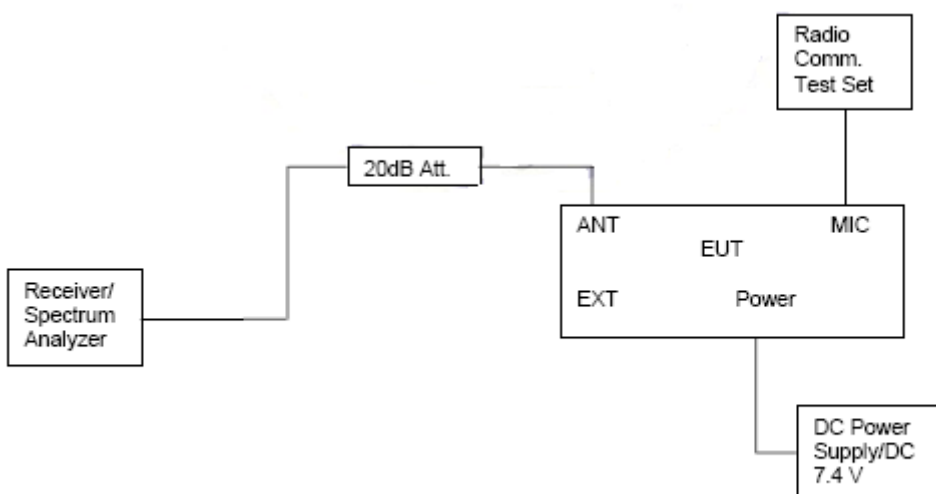 Radio
Comm.
Test Set
20dB Att.
ANT
MIC
EUT
EXT
Power
Receiver/
Spectrum
Analyzer
DC Power
Supply/DC
7.4 V